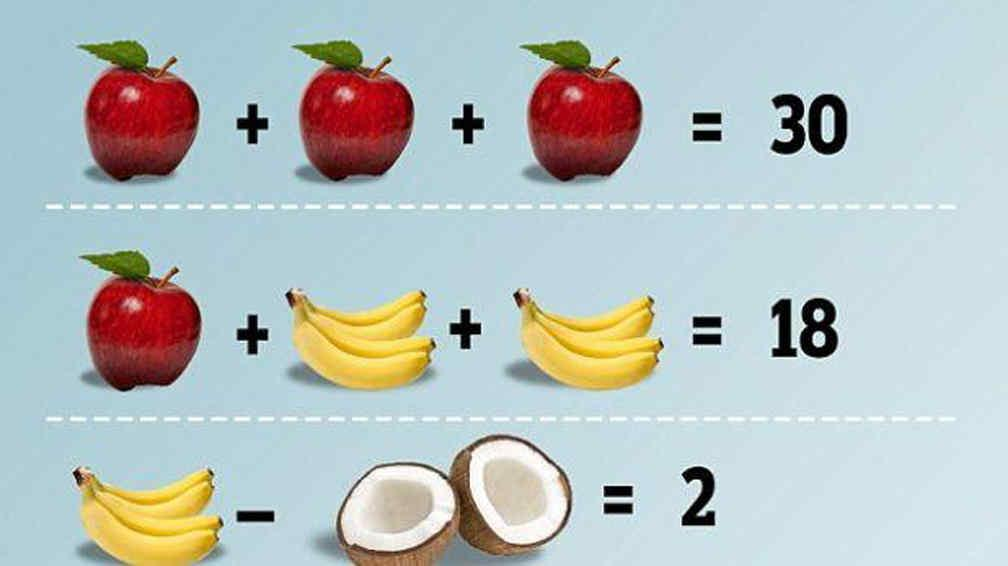 + + = 30
+ + = 18
− = 2